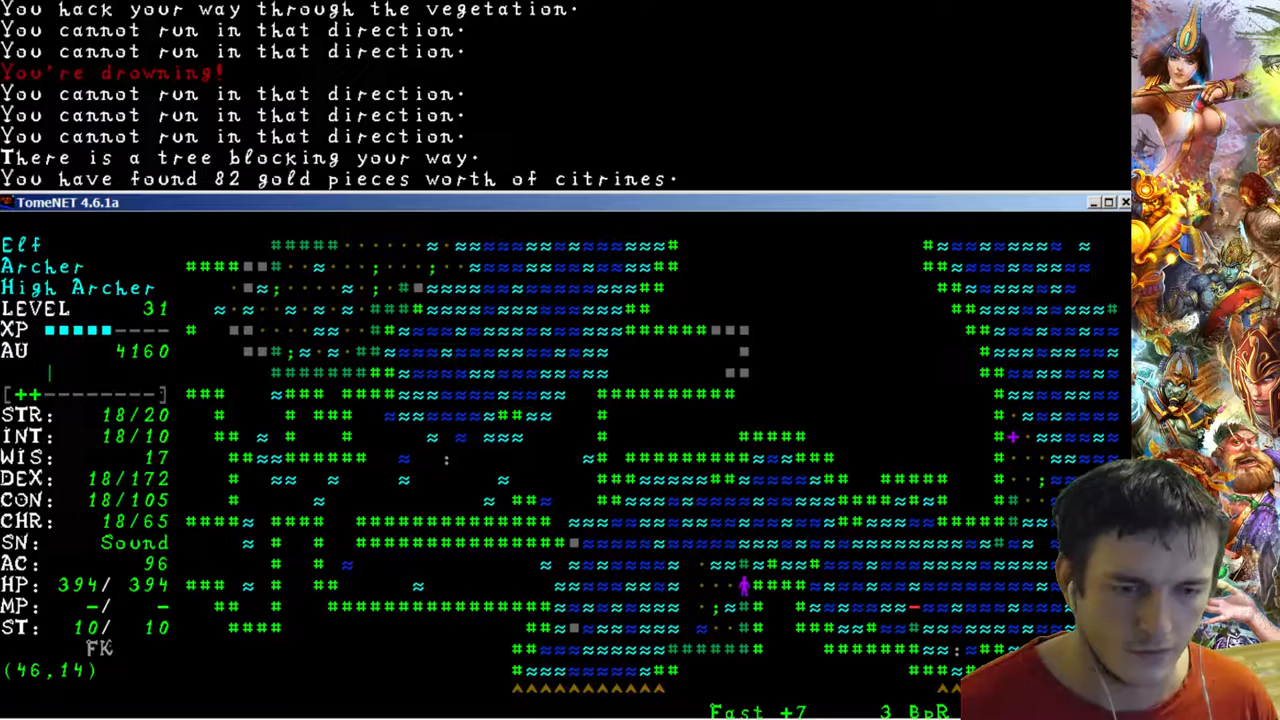 You hack your way through the vegetation.
You cannot run in that direction.
You cannot run in that direction.
You're drowning!
You cannot run in that direction.
You cannot run in that direction.
You cannot run in that direction.
There is a tree blocking your way.
You have found 82 gold pieces worth of citrines.
TomeNET 4.6.1a
Elf
Archer
High Archer
LEVEL 31
XP
AU 4160
[++---------]
STR: 18/20
INT: 18/10
WIS: 17
DEX: 18/172
CON: 18/105
CHR: 18/65
SN: Sound
AC: 96
HP: 394/ 394
MP: -/ -
ST: 10/ 10
FK
(46,14)
Fast +7 3 BpR